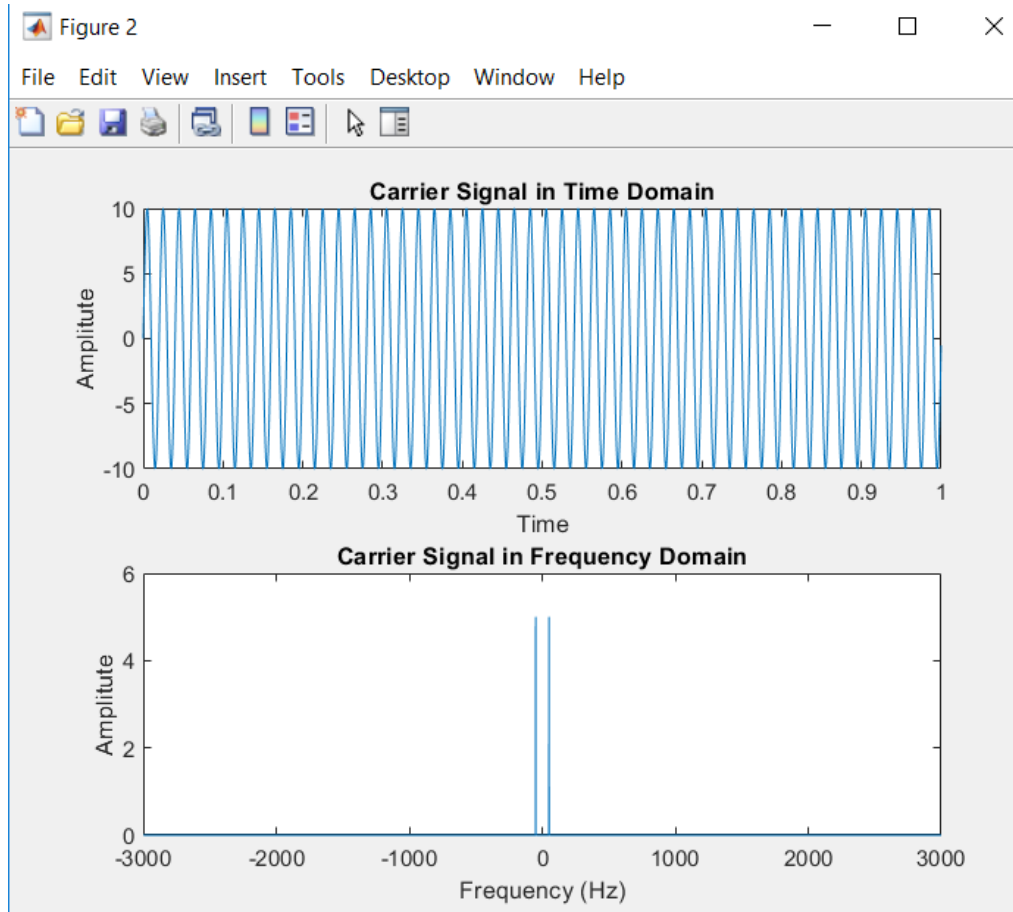 Figure 2
File Edit View Insert Tools Desktop Window Help
Carrier Signal in Time Domain
10
5
0
-5
-10
Amplitute
0 0.1 0.2 0.3 0.4 0.5 0.6 0.7 0.8 0.9 1
Time
Carrier Signal in Frequency Domain
6
4
2
0
Amplitute
-3000 -2000 -1000 0 1000 2000 3000
Frequency (Hz)